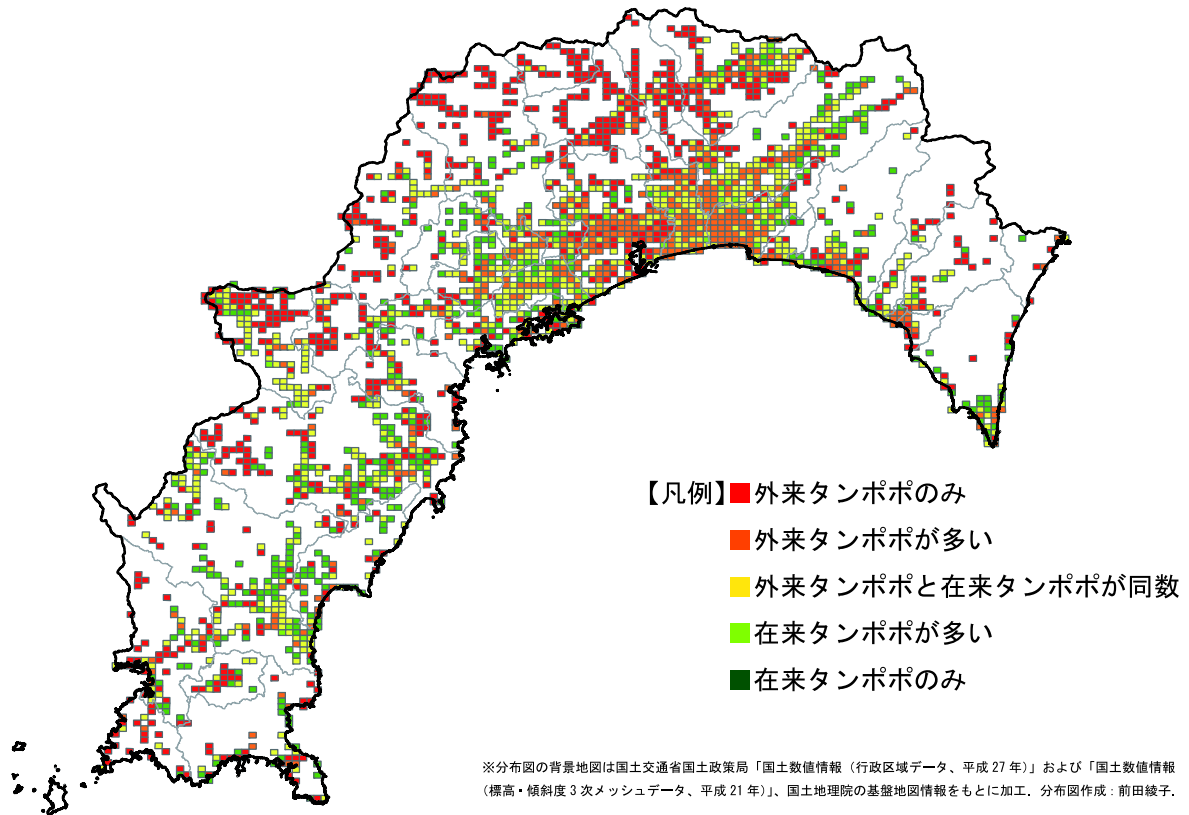 【凡例】外来タンポポのみ
外来タンポポが多い
外来タンポポと在来タンポポが同数
在来タンポポが多い
在来タンポポのみ
※分布図の背景地図は国土交通省国土政策局「国土数値情報（行政区域データ、平成27年）」および「国土数値情報
（標高・傾斜度3次メッシュデータ、平成21年）」、国土地理院の基盤地図情報をもとに加工．分布図作成：前田綾子．